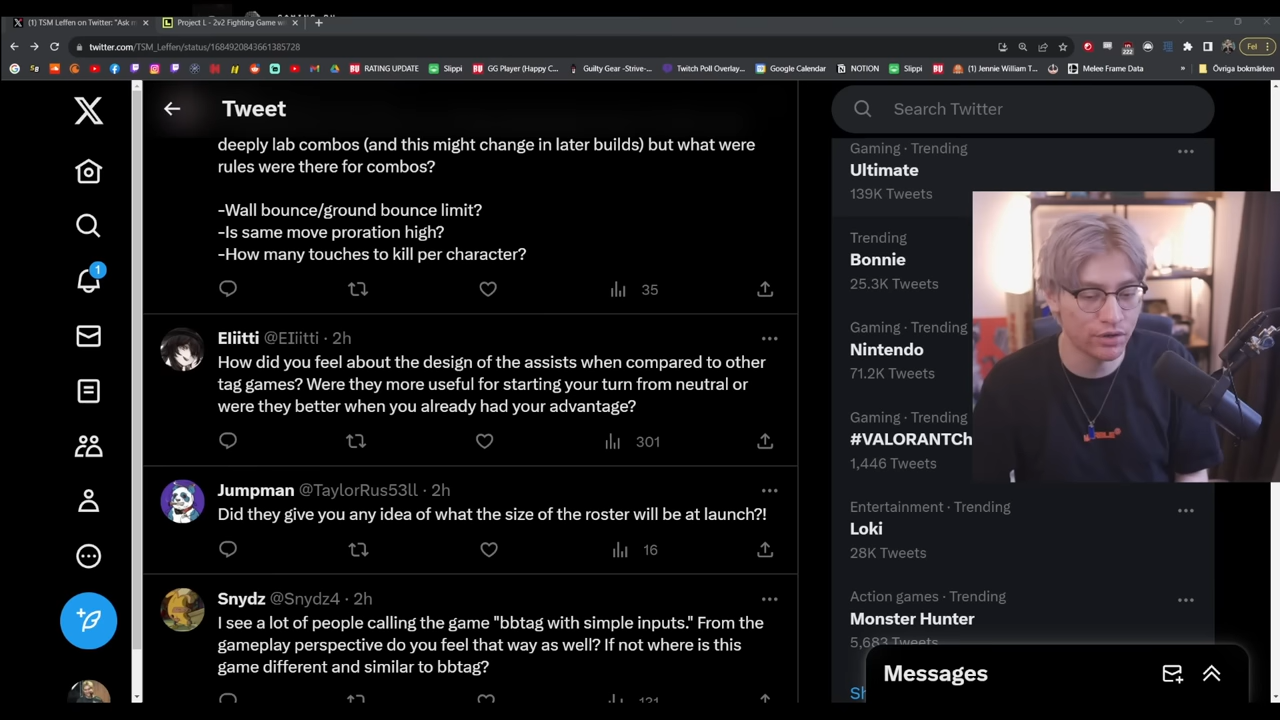 (1) TSM Leffen on Twitter: "Ask m
Project L - 2v2 Fighting Game w
twitter.com/TSM_Leffen/status/1684920843661385728
222
Fel
RATING UPDATE
Slippi
GG Player (Happy C...
Guilty Gear -Strive-...
Twitch Poll Overlay...
Google Calendar
NOTION
Slippi
(1) Jennie William T...
Melee Frame Data
Övriga bokmärken
Tweet
Search Twitter
deeply lab combos (and this might change in later builds) but what were
rules were there for combos?
-Wall bounce/ground bounce limit?
-Is same move proration high?
-How many touches to kill per character?
35
EIiitti @EIiitti · 2h
How did you feel about the design of the assists when compared to other
tag games? Were they more useful for starting your turn from neutral or
were they better when you already had your advantage?
301
Jumpman @TaylorRus53ll · 2h
Did they give you any idea of what the size of the roster will be at launch?!
16
Snydz @Snydz4 · 2h
I see a lot of people calling the game "bbtag with simple inputs." From the
gameplay perspective do you feel that way as well? If not where is this
game different and similar to bbtag?
131
1
Gaming · Trending
Ultimate
139K Tweets
Trending
Bonnie
25.3K Tweets
Gaming · Trending
Nintendo
71.2K Tweets
Gaming · Trending
#VALORANTCh
1,446 Tweets
Entertainment · Trending
Loki
28K Tweets
Action games · Trending
Monster Hunter
5,683 Tweets
Sh
Messages